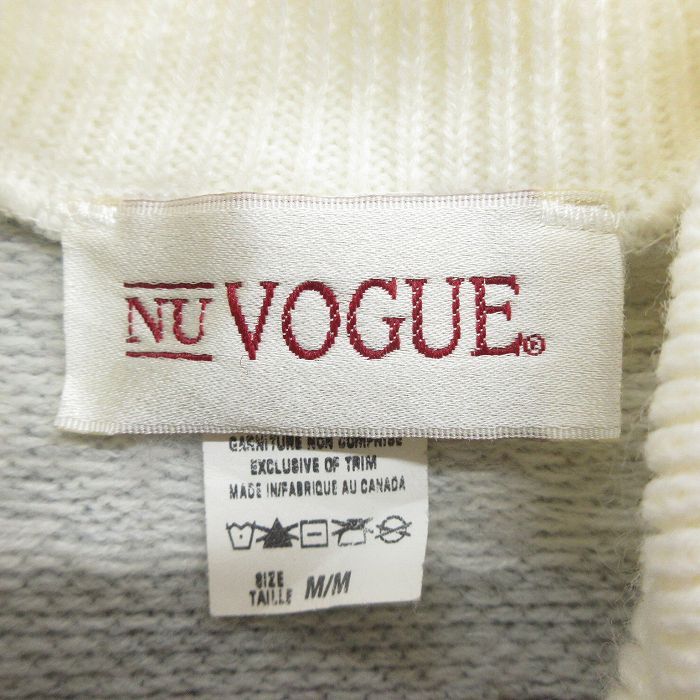 NU VOGUE®
GARNITURE NON COMPRISE
EXCLUSIVE OF TRIM
MADE IN/FABRIQUE AU CANADA
SIZE
TAILLE M/M